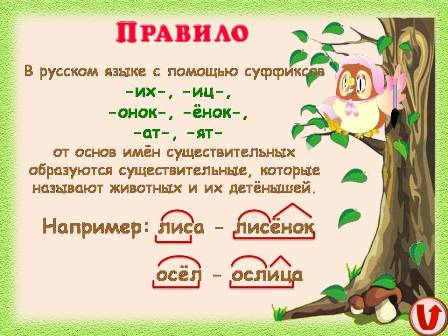 Правило
В русском языке с помощью суффиксов
-их-, -иц-,
-онок-, -ёнок-,
-ат-, -ят-
от основ имён существительных
образуются существительные, которые
называют животных и их детёнышей.
Например: лиса - лисёнок
осёл - ослица